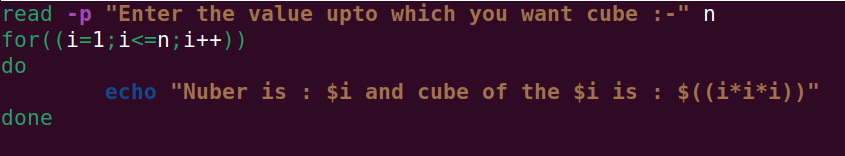 read -p "Enter the value upto which you want cube :-" n
for((i=1;i<=n;i++))
do
        echo "Nuber is : $i and cube of the $i is : $((i*i*i))"
done